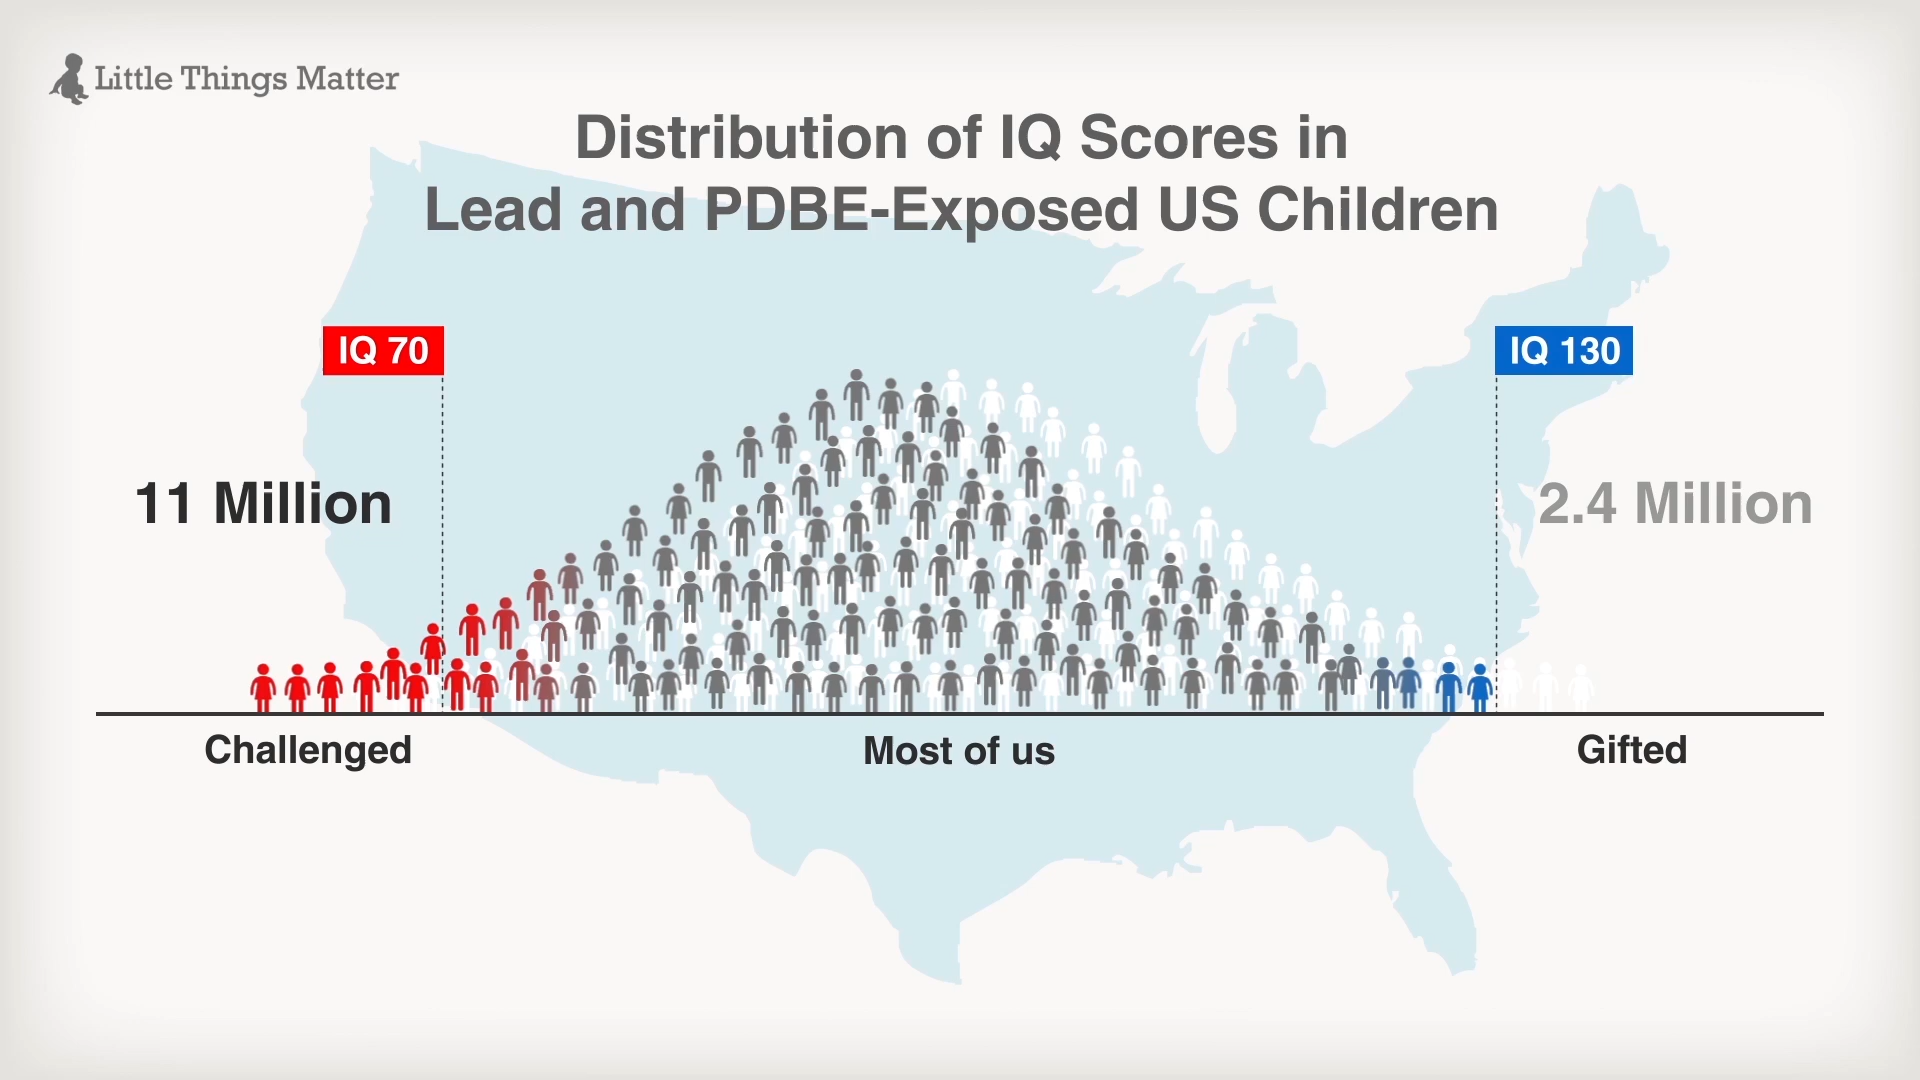 Little Things Matter
Distribution of IQ Scores in
Lead and PDBE-Exposed US Children
IQ 70
IQ 130
11 Million
2.4 Million
Challenged
Most of us
Gifted